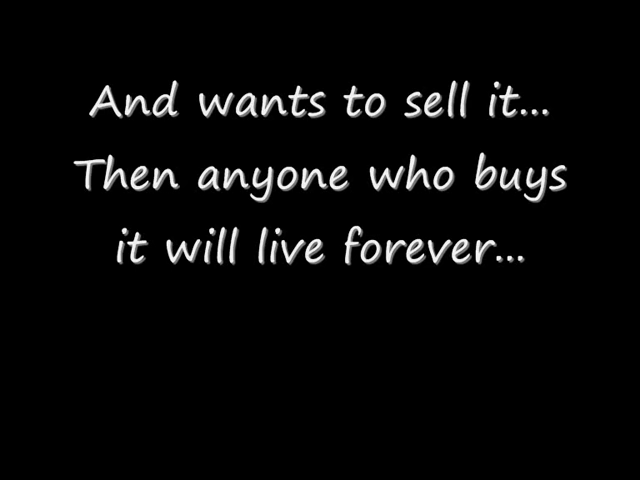 And wants to sell it...
Then anyone who buys
it will live forever...